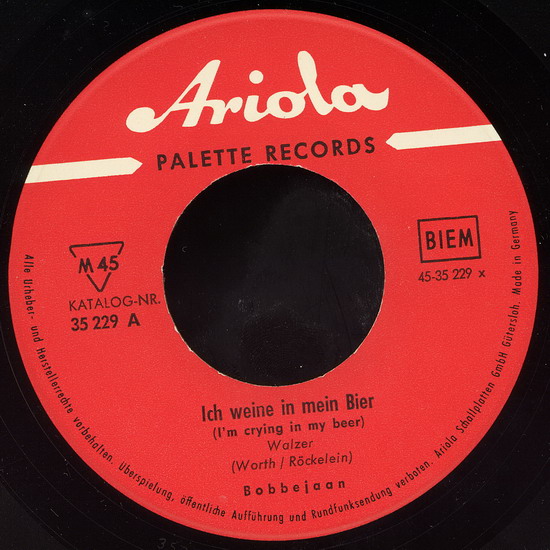 Ariola
PALETTE RECORDS
M 45
KATALOG-NR.
35 229 A
BIEM
45-35 229 x
Ich weine in mein Bier
(I'm crying in my beer)
Walzer
(Worth / Röckelein)
Bobbejaan
Alle Urheber- und Herstellerrechte vorbehalten. Überspielung, öffentliche Aufführung und Rundfunksendung verboten. Ariola Schallplatten GmbH Gütersloh. Made in Germany